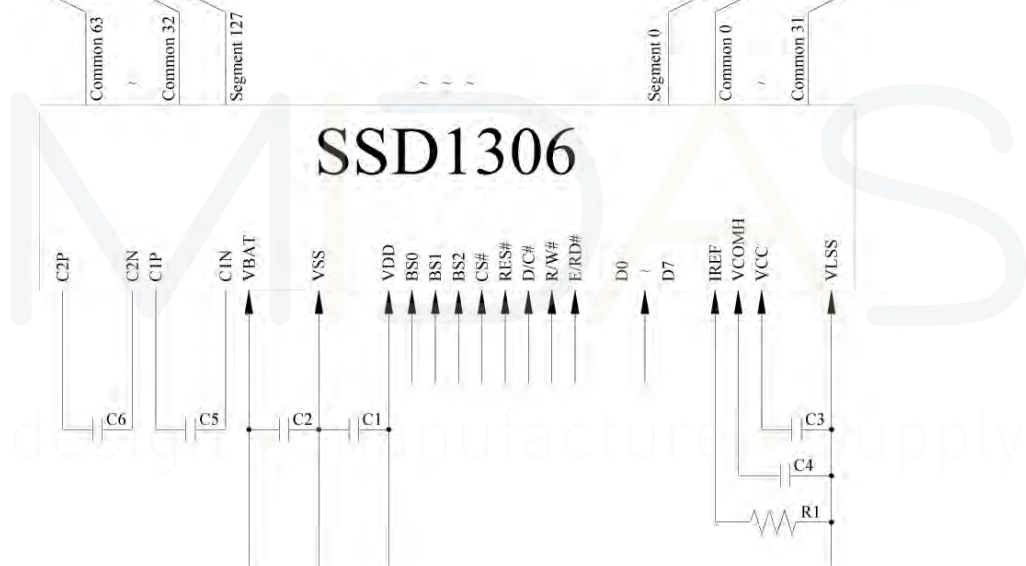 Common 63
~
Common 32
Segment 127
~ ~ ~
Segment 0
Common 0
~
Common 31
MIDAS
SSD1306
C2P
C2N
C1P
C1N
VBAT
VSS
VDD
BS0
BS1
BS2
CS#
RES#
D/C#
R/W#
E/RD#
D0
~
D7
IREF
VCOMH
VCC
VLSS
C6
C5
C2
C1
C3
design manufacture supply
C4
R1